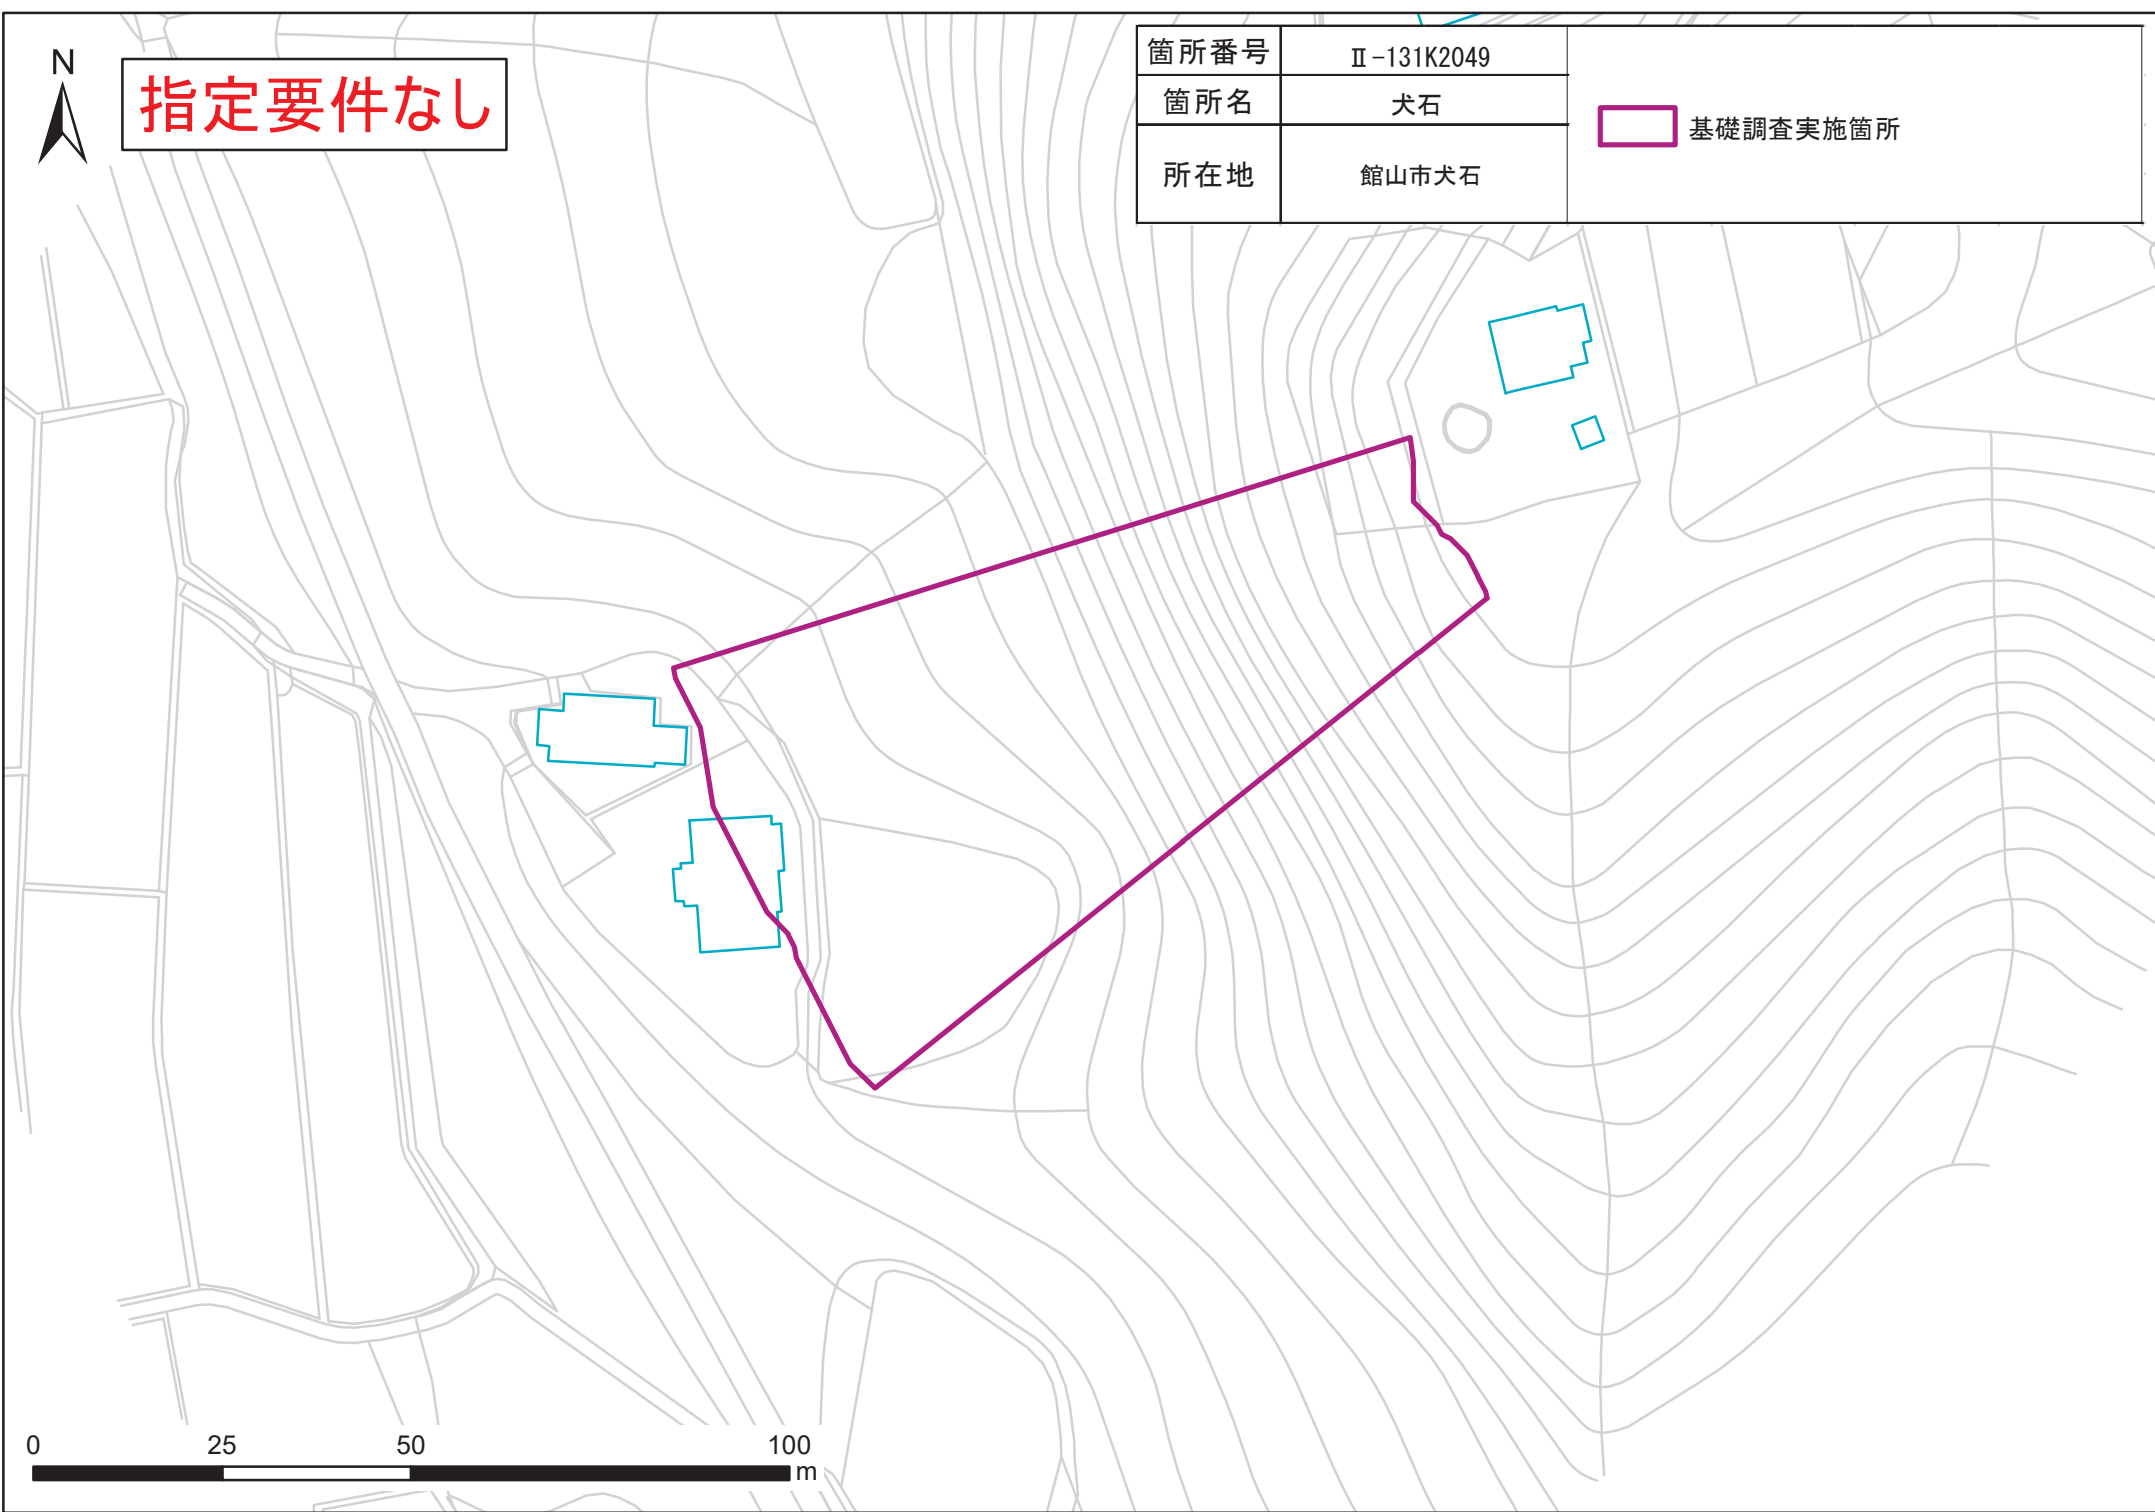 N
指定要件なし
箇所番号 Ⅱ-131K2049
箇所名 犬石
所在地 館山市犬石
基礎調査実施箇所
0 25 50 100
m